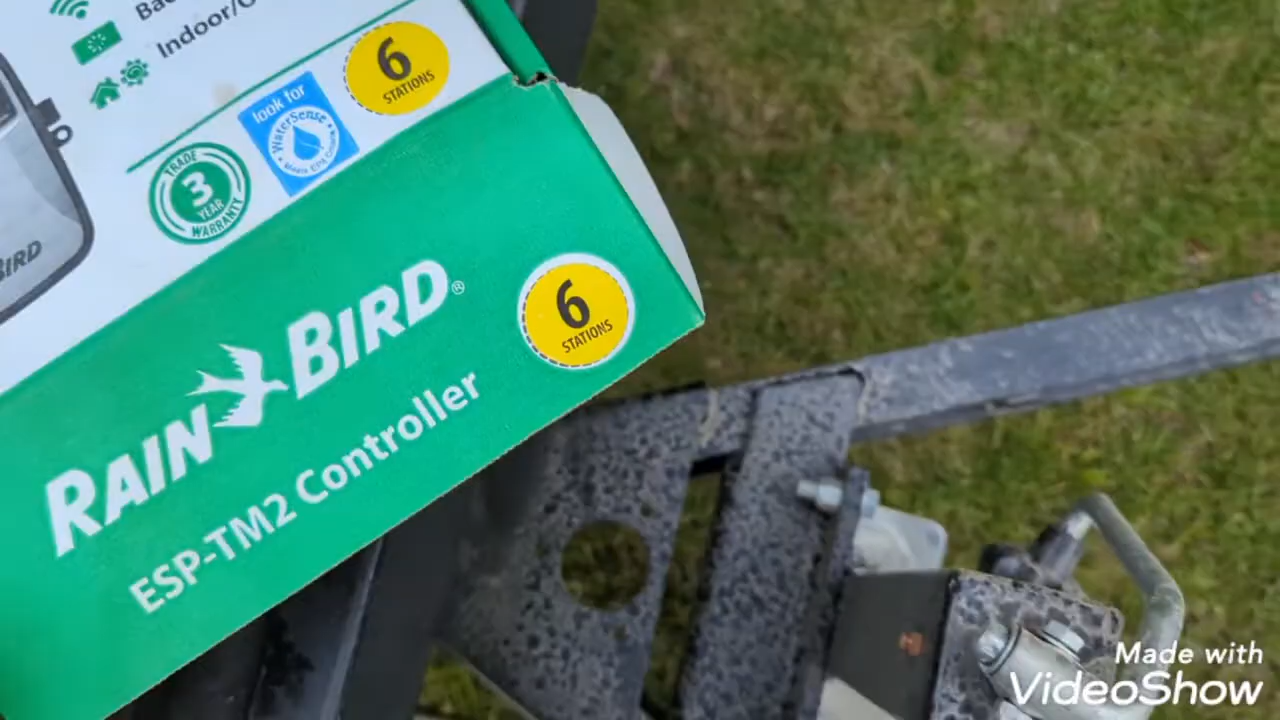 Indoor/O
6
STATIONS
look for
WaterSense
TRADE
3
YEAR
WARRANTY
BIRD
RAIN BIRD®
6
STATIONS
ESP-TM2 Controller
Made with
VideoShow